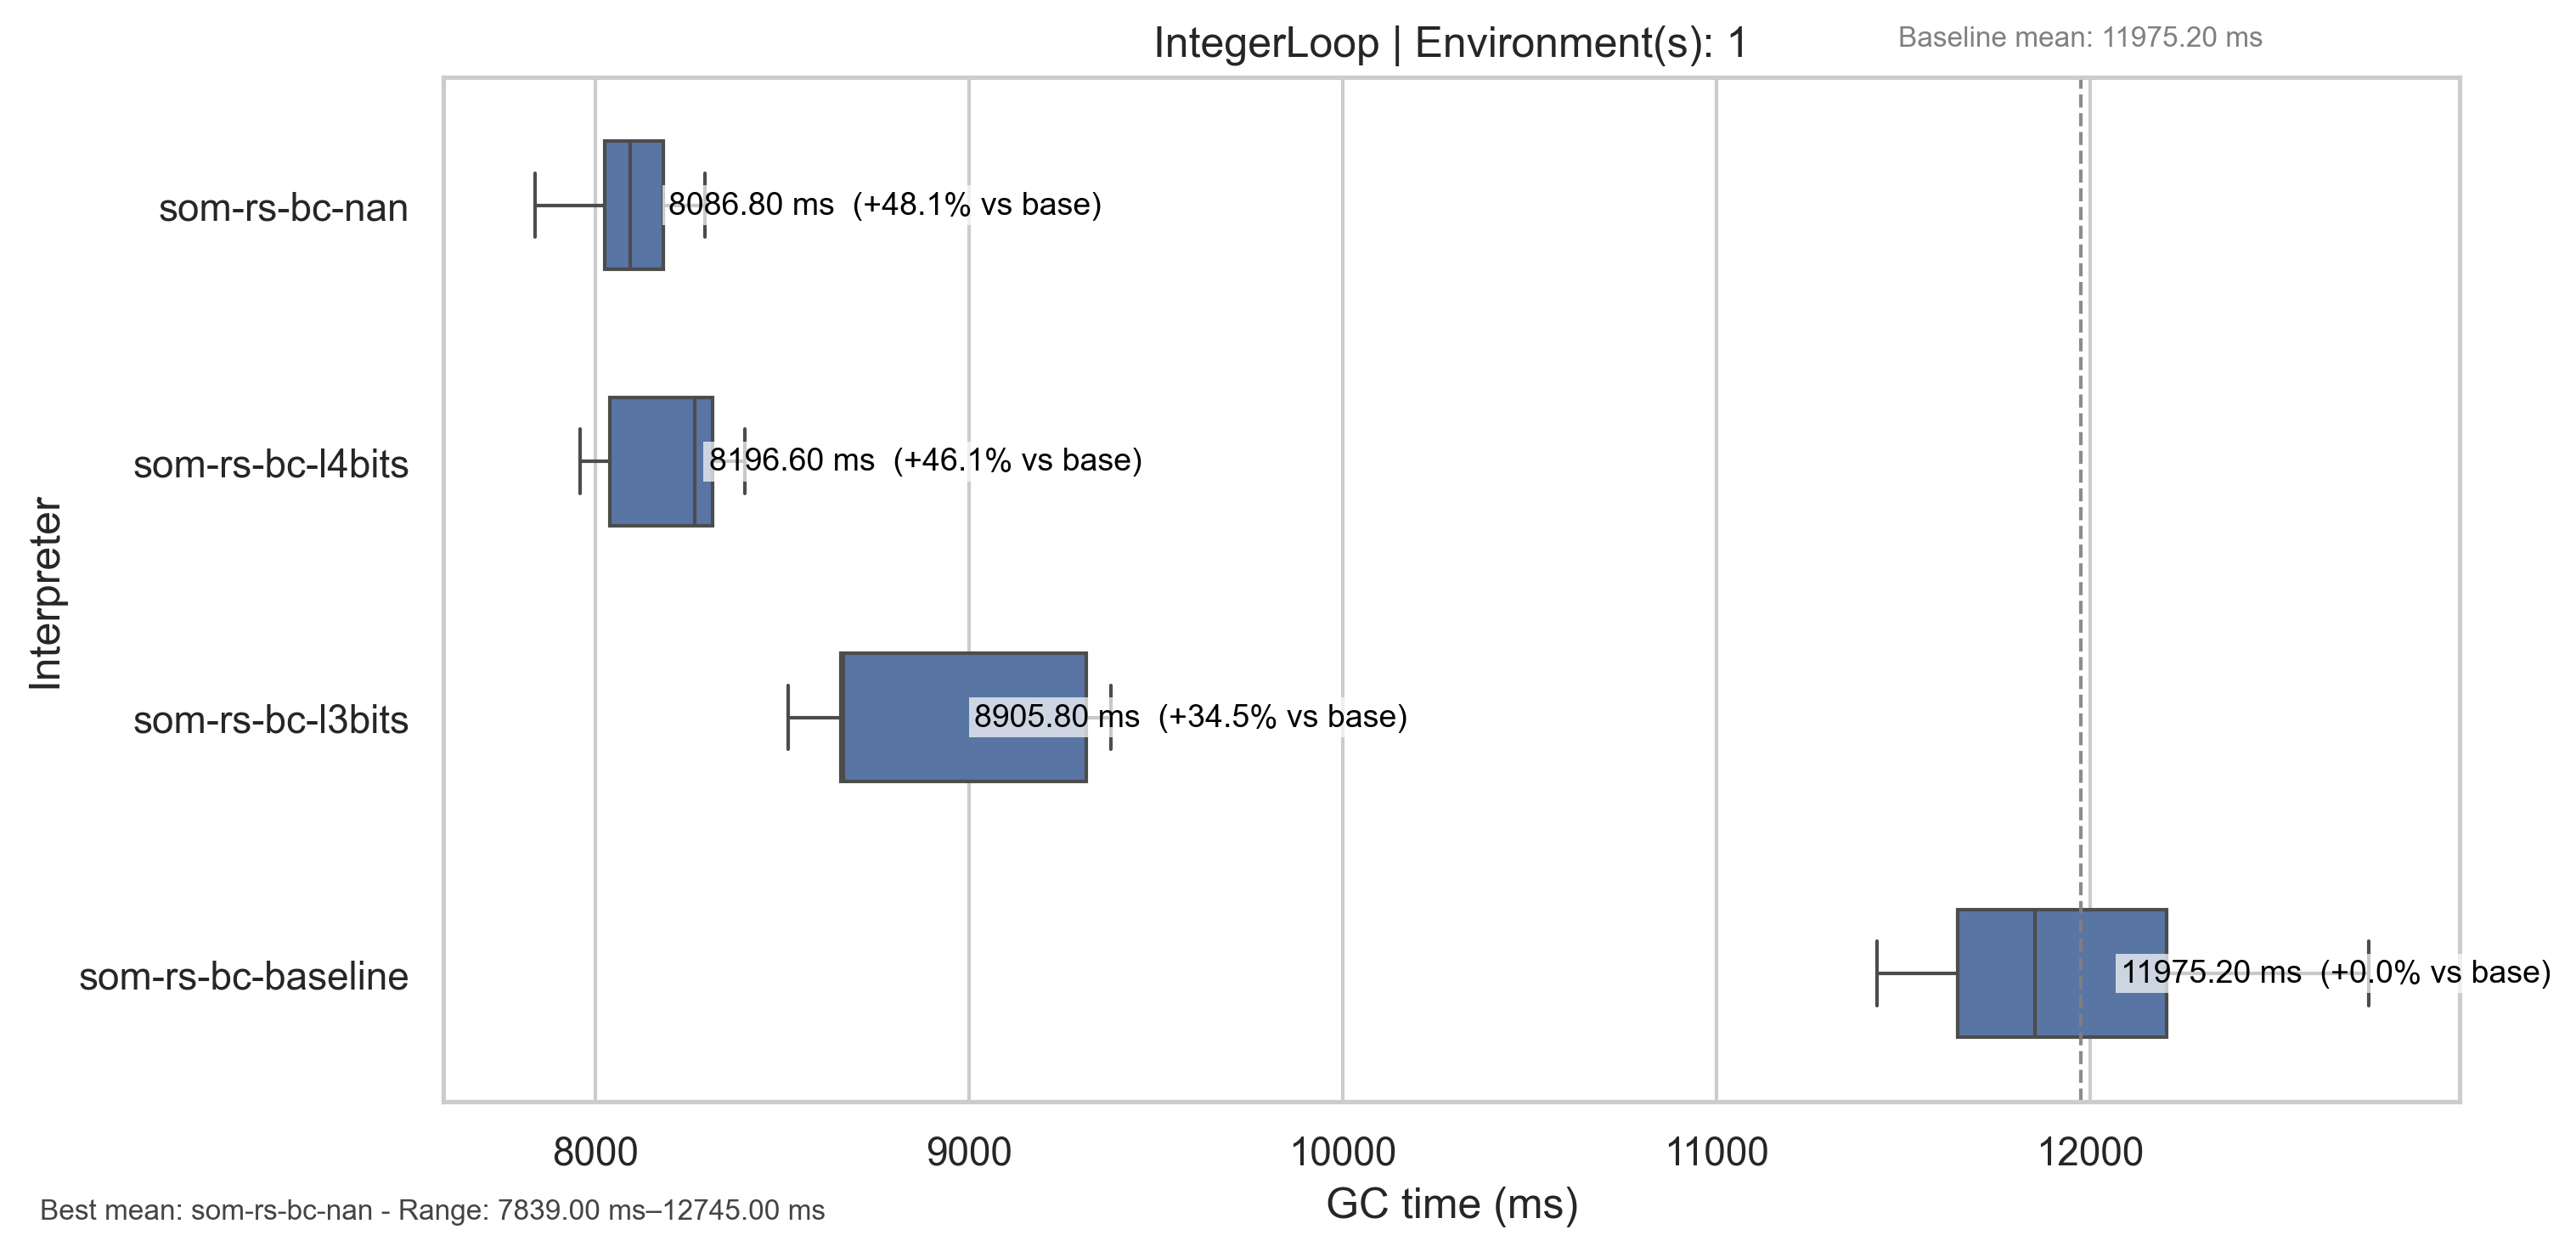 IntegerLoop | Environment(s): 1
Baseline mean: 11975.20 ms
Interpreter
som-rs-bc-nan
8086.80 ms (+48.1% vs base)
som-rs-bc-l4bits
8196.60 ms (+46.1% vs base)
som-rs-bc-l3bits
8905.80 ms (+34.5% vs base)
som-rs-bc-baseline
11975.20 ms (+0.0% vs base)
8000
9000
10000
11000
12000
GC time (ms)
Best mean: som-rs-bc-nan - Range: 7839.00 ms–12745.00 ms